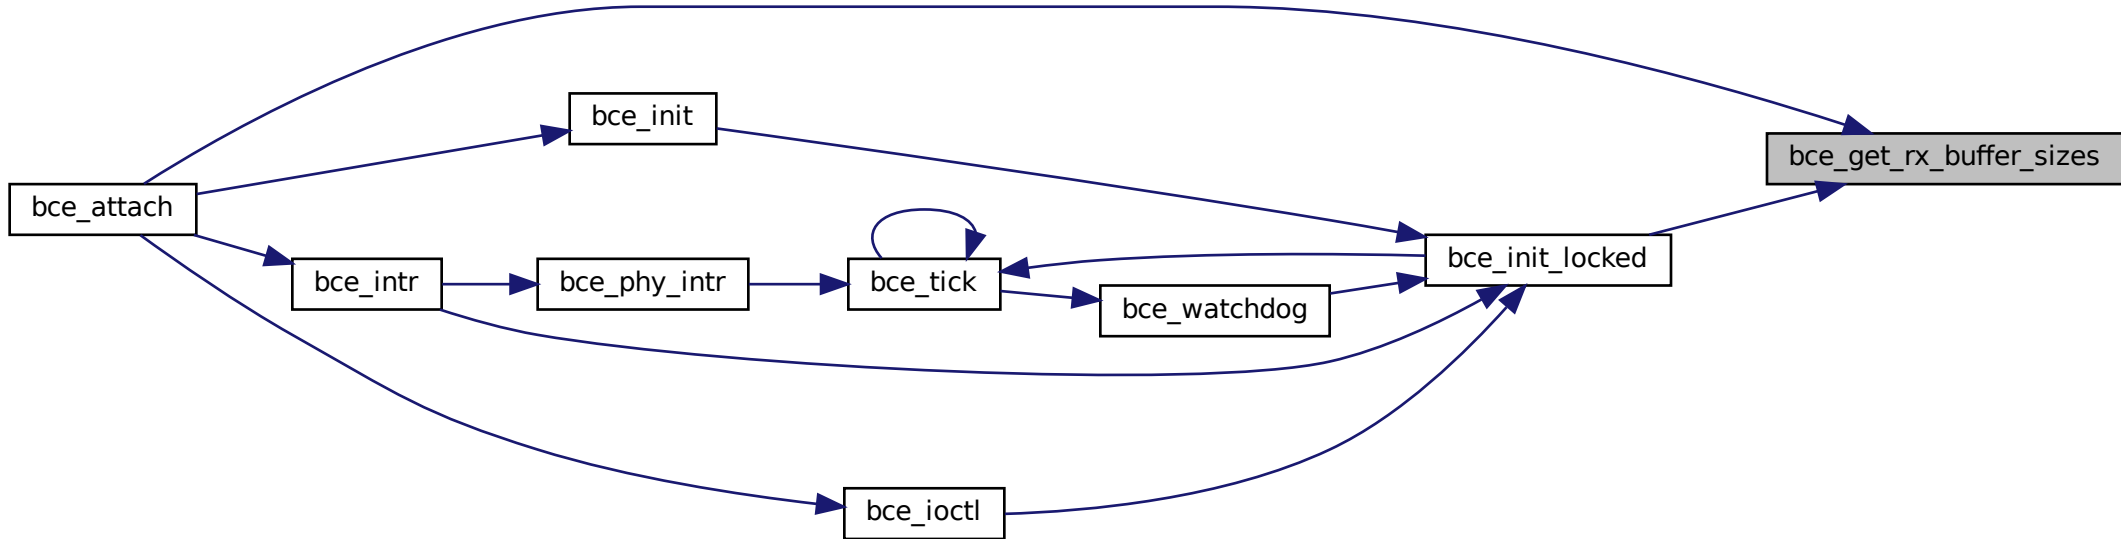 bce_init
bce_get_rx_buffer_sizes
bce_attach
bce_init_locked
bce_intr
bce_phy_intr
bce_tick
bce_watchdog
bce_ioctl